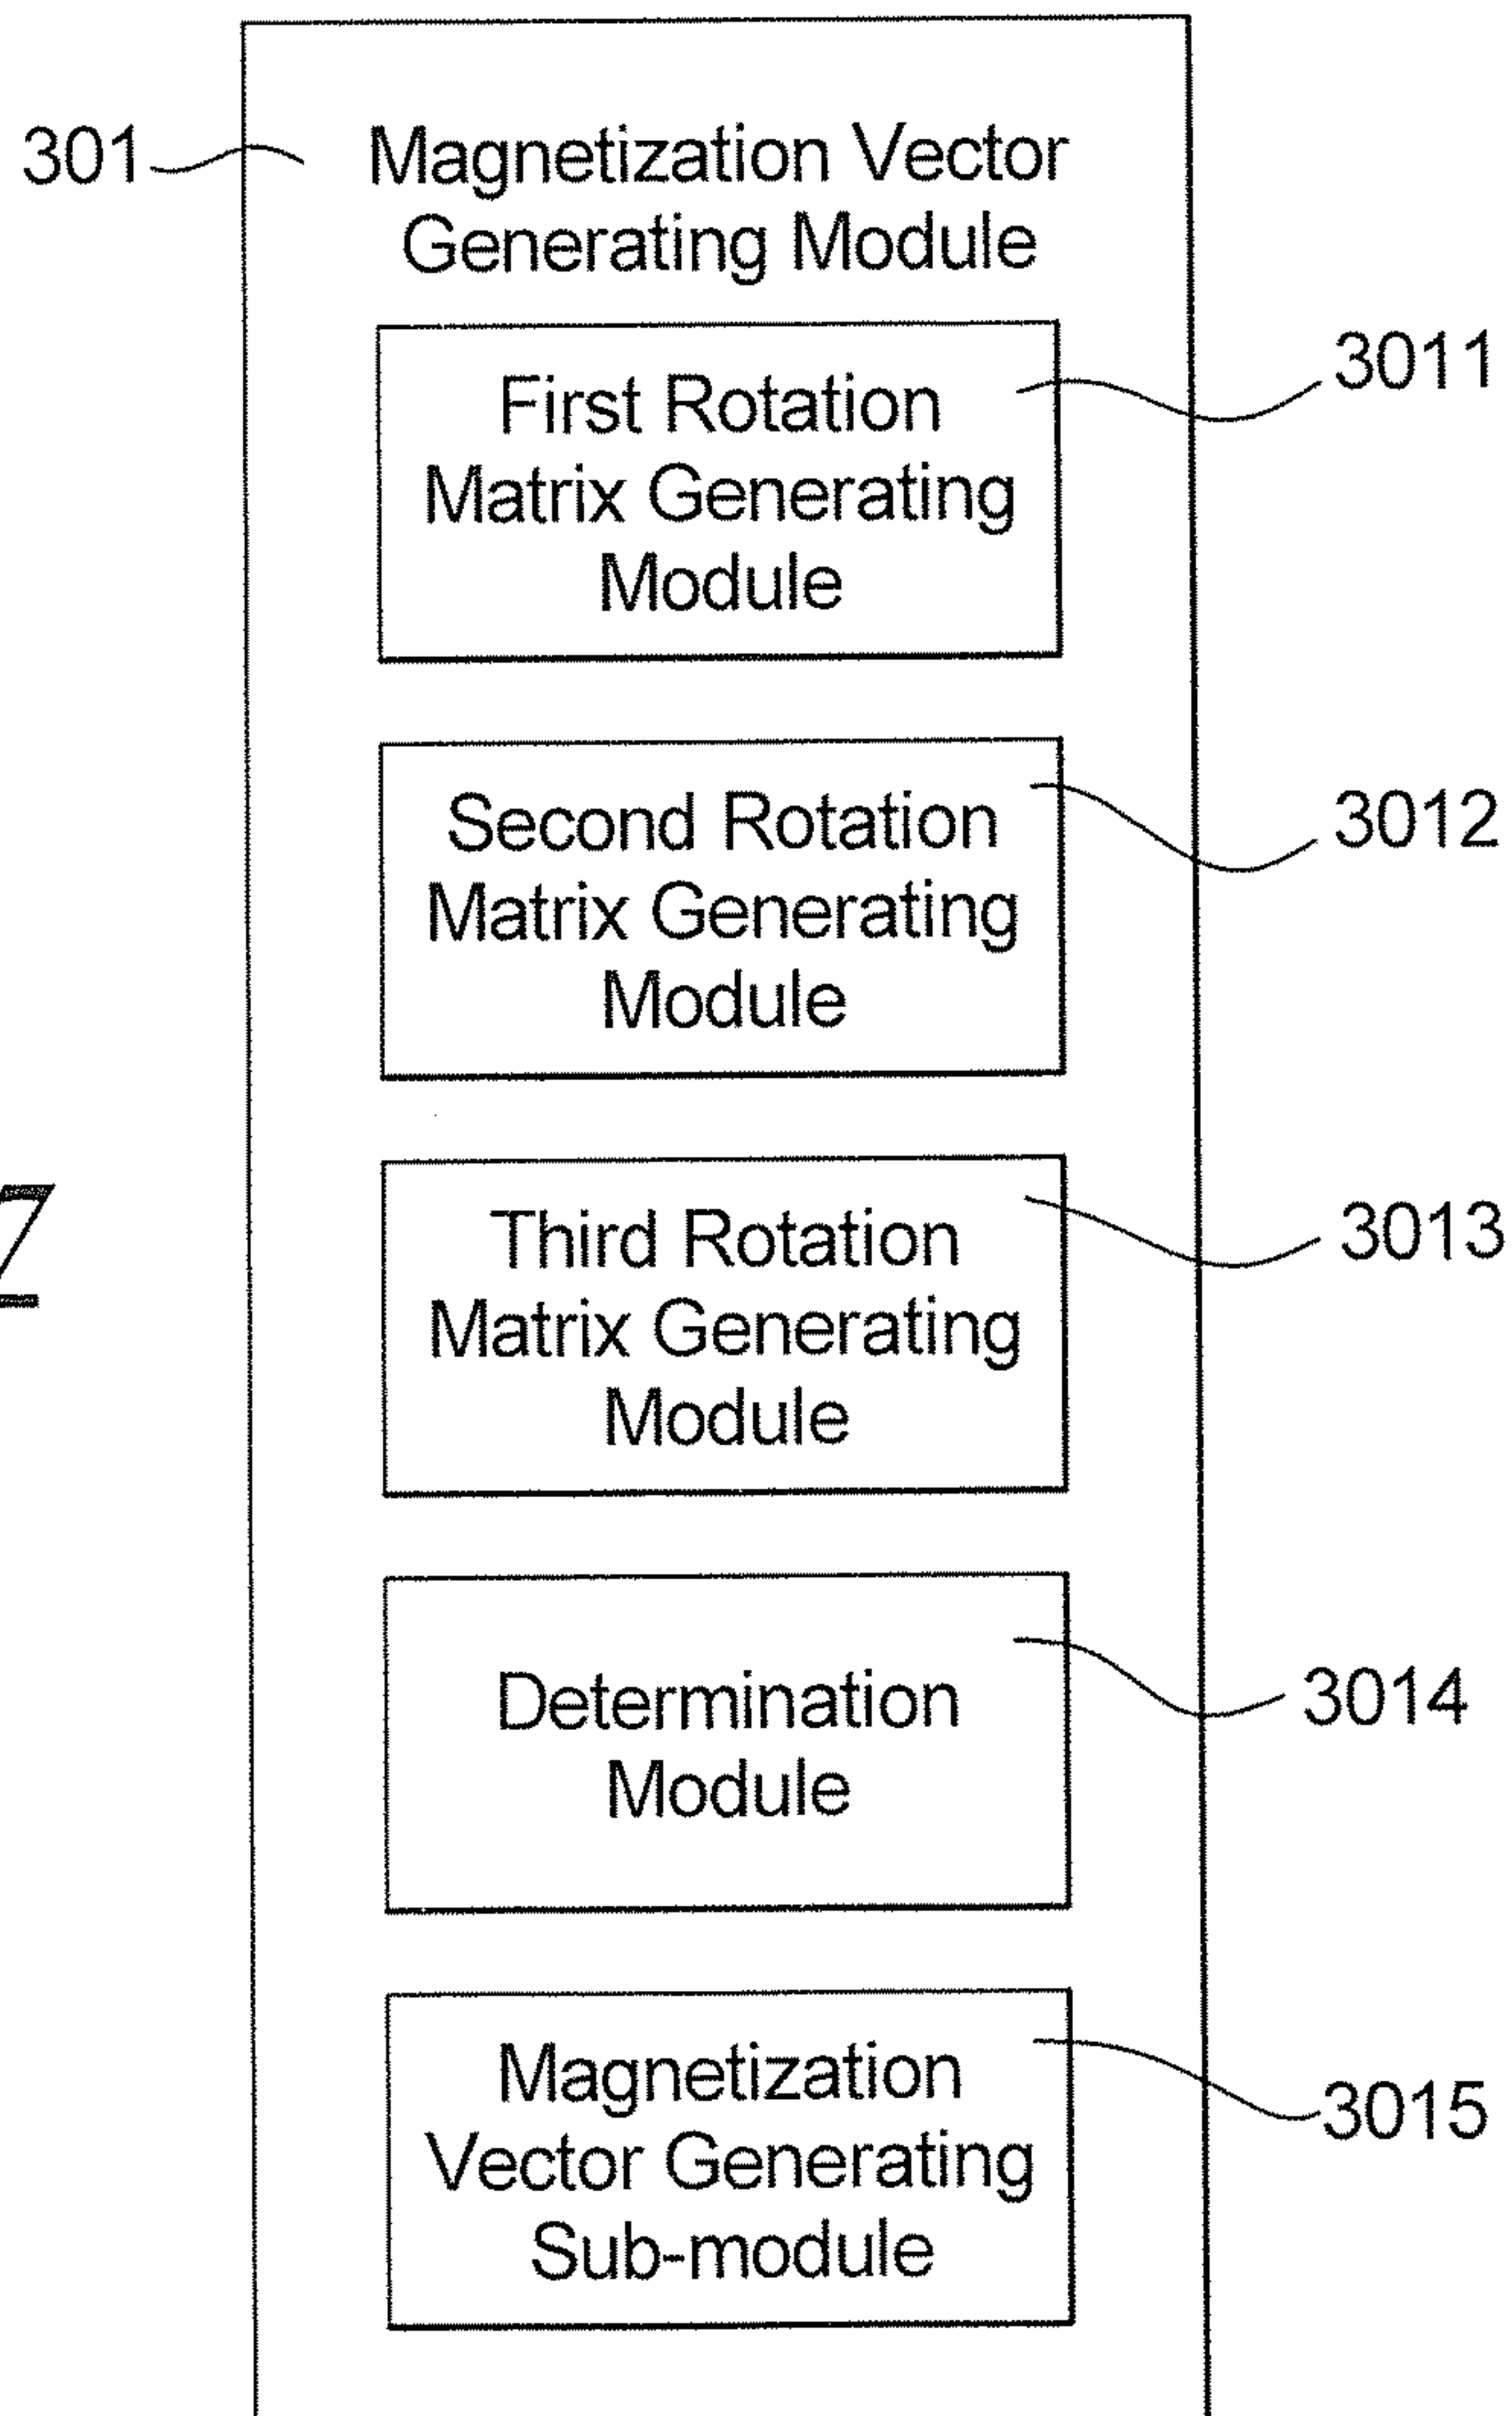 301
Magnetization Vector
Generating Module
First Rotation
Matrix Generating
Module
3011
Second Rotation
Matrix Generating
Module
3012
Third Rotation
Matrix Generating
Module
3013
Determination
Module
3014
Magnetization
Vector Generating
Sub-module
3015